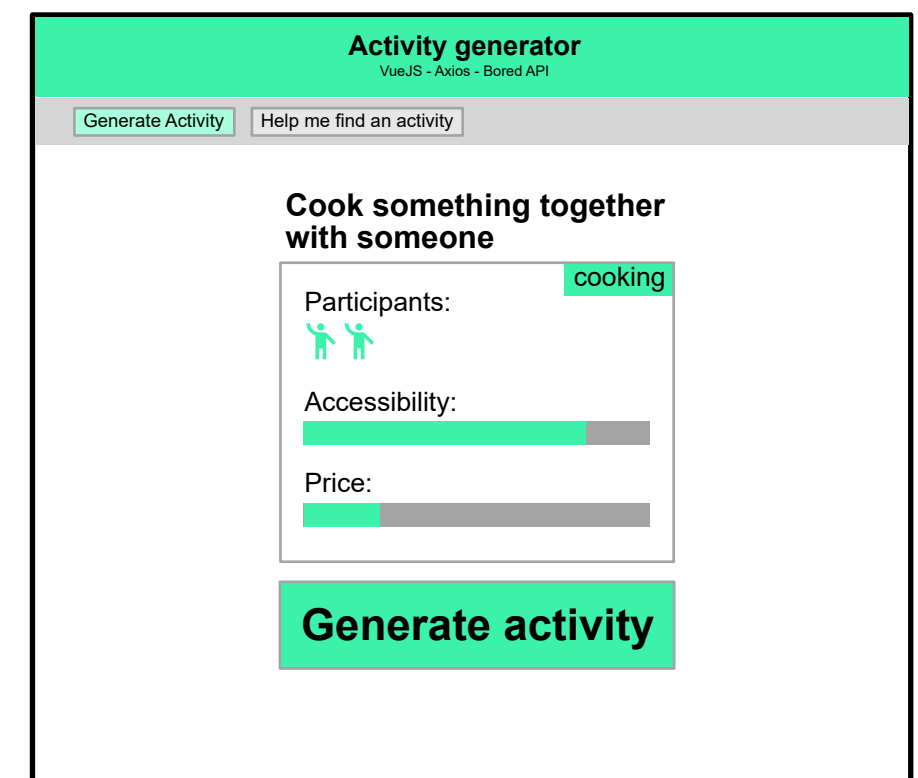 Activity generator
VueJS - Axios - Bored API
Generate Activity
Help me find an activity
Cook something together
with someone
cooking
Participants:
Accessibility:
Price:
Generate activity